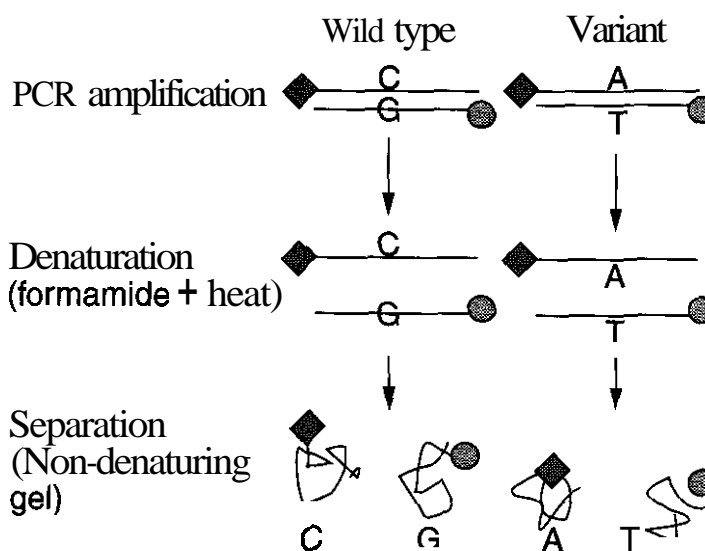 Wild type Variant
C A
PCR amplification
G T
C
Denaturation A
(formamide + heat)
G T
Separation
(Non-denaturing
gel)
C G A T